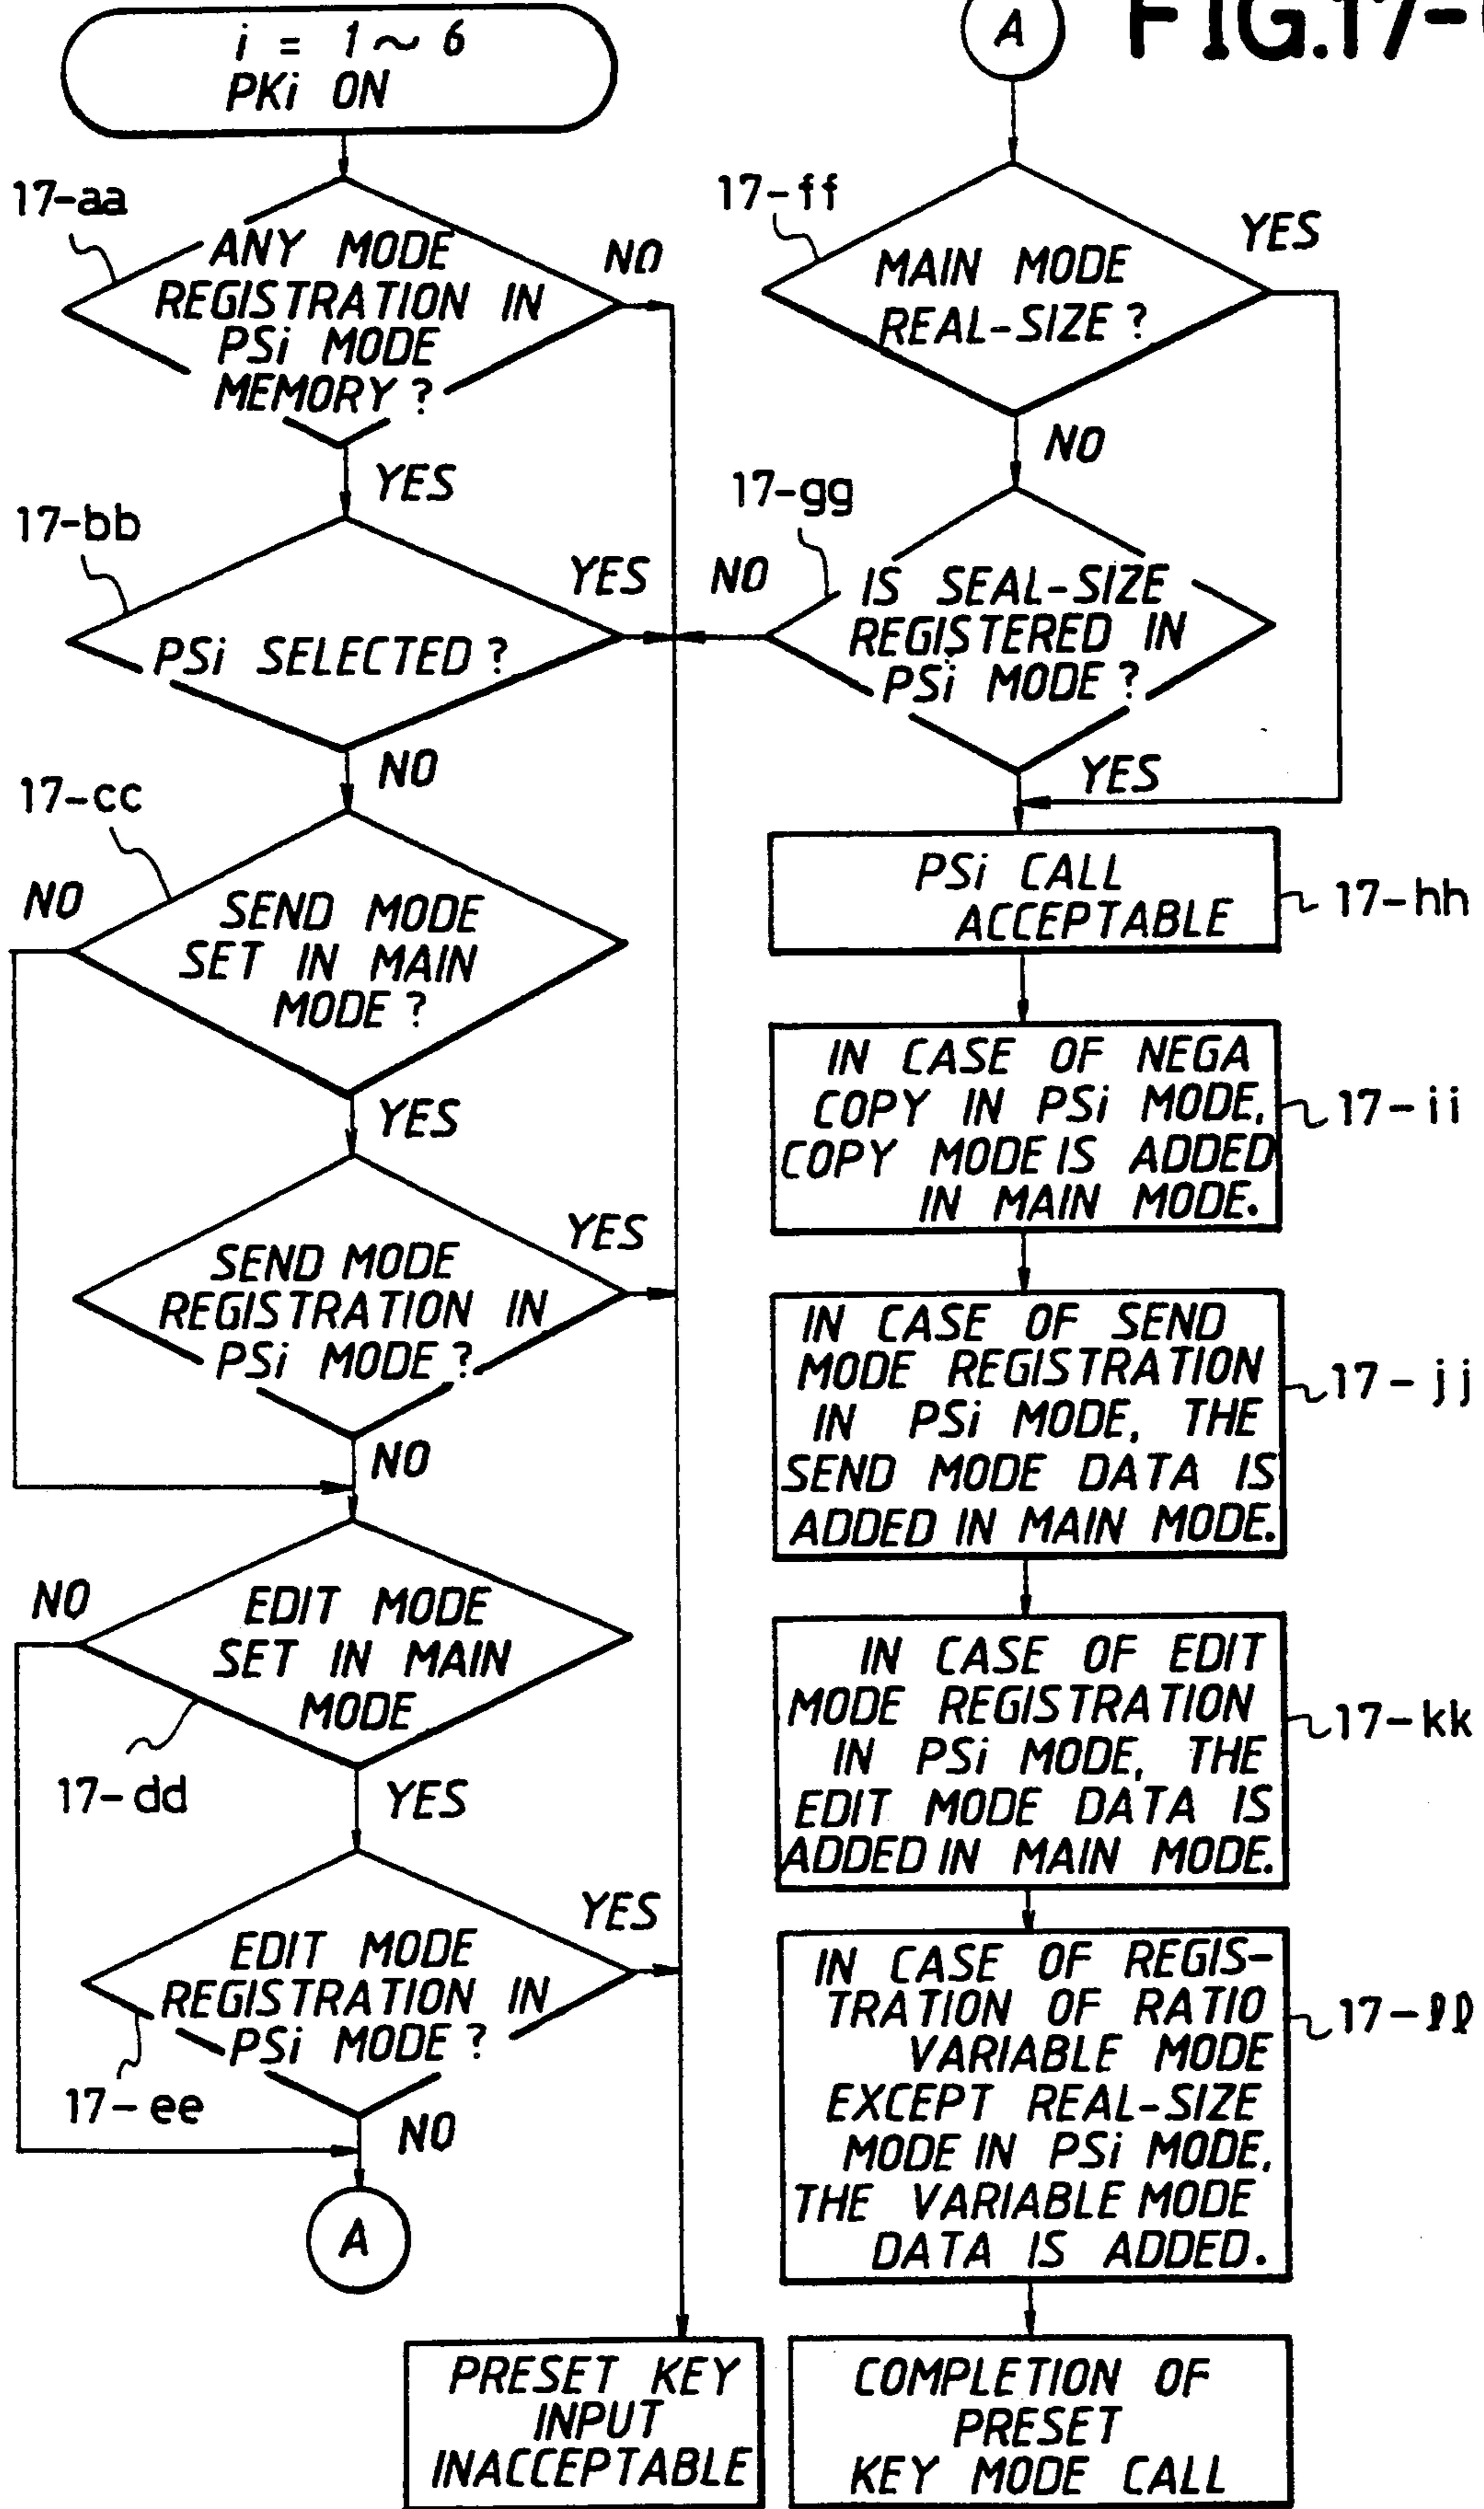 FIG.17-
i = 1 ~ 6
PKi ON
17-aa
ANY MODE
REGISTRATION IN
PSi MODE
MEMORY ?
NO
YES
17-bb
PSi SELECTED ?
YES
NO
17-cc
SEND MODE
SET IN MAIN
MODE ?
NO
YES
SEND MODE
REGISTRATION IN
PSi MODE ?
YES
NO
EDIT MODE
SET IN MAIN
MODE
NO
17-dd
YES
EDIT MODE
REGISTRATION IN
PSi MODE ?
YES
17-ee
NO
A
PRESET KEY
INPUT
INACCEPTABLE
A
17-ff
MAIN MODE
REAL-SIZE ?
YES
NO
17-gg
IS SEAL-SIZE
REGISTERED IN
PSi MODE ?
NO
YES
PSi CALL
ACCEPTABLE
17-hh
IN CASE OF NEGA
COPY IN PSi MODE,
COPY MODE IS ADDED
IN MAIN MODE.
17-ii
IN CASE OF SEND
MODE REGISTRATION
IN PSi MODE, THE
SEND MODE DATA IS
ADDED IN MAIN MODE.
17-jj
IN CASE OF EDIT
MODE REGISTRATION
IN PSi MODE, THE
EDIT MODE DATA IS
ADDED IN MAIN MODE.
17-kk
IN CASE OF REGIS-
TRATION OF RATIO
VARIABLE MODE
EXCEPT REAL-SIZE
MODE IN PSi MODE,
THE VARIABLE MODE
DATA IS ADDED.
17-ℓℓ
COMPLETION OF
PRESET
KEY MODE CALL